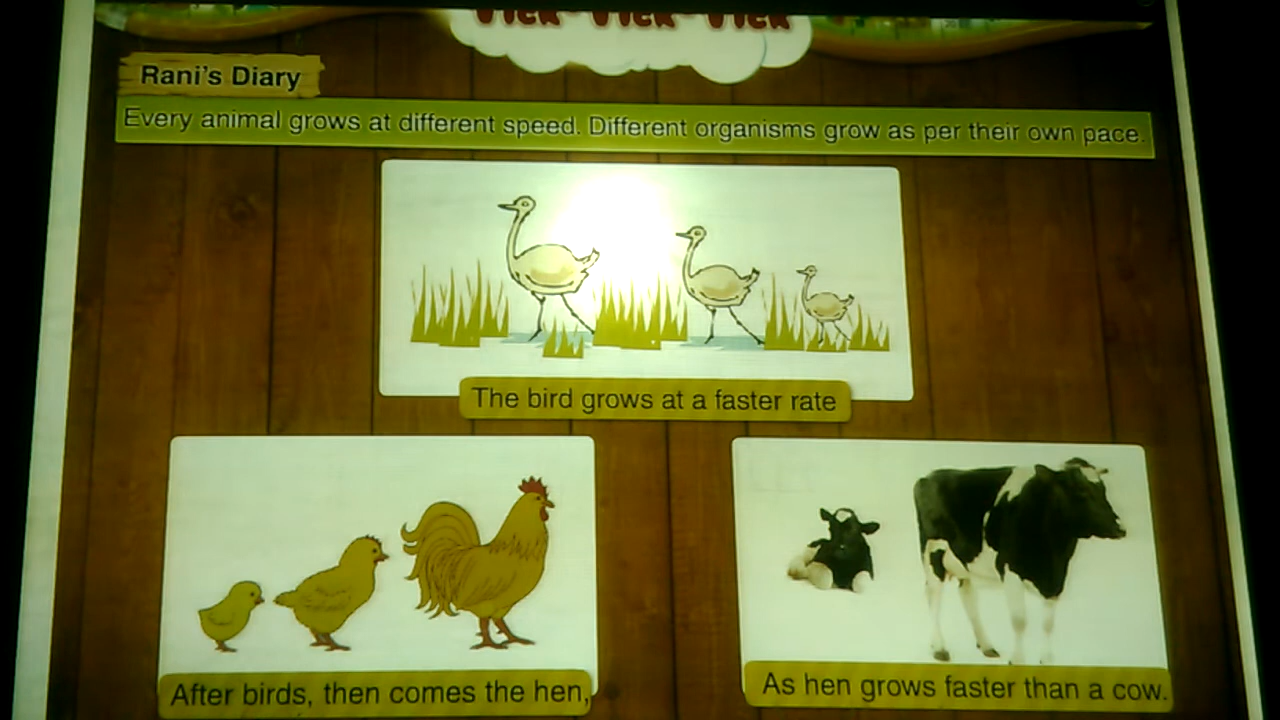 Rani's Diary
Every animal grows at different speed. Different organisms grow as per their own pace.
The bird grows at a faster rate
After birds, then comes the hen,
As hen grows faster than a cow.